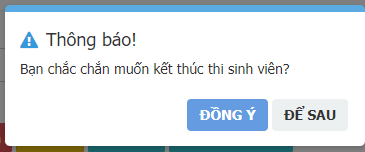 Thông báo!
Bạn chắc chắn muốn kết thúc thi sinh viên?
ĐỒNG Ý ĐỂ SAU